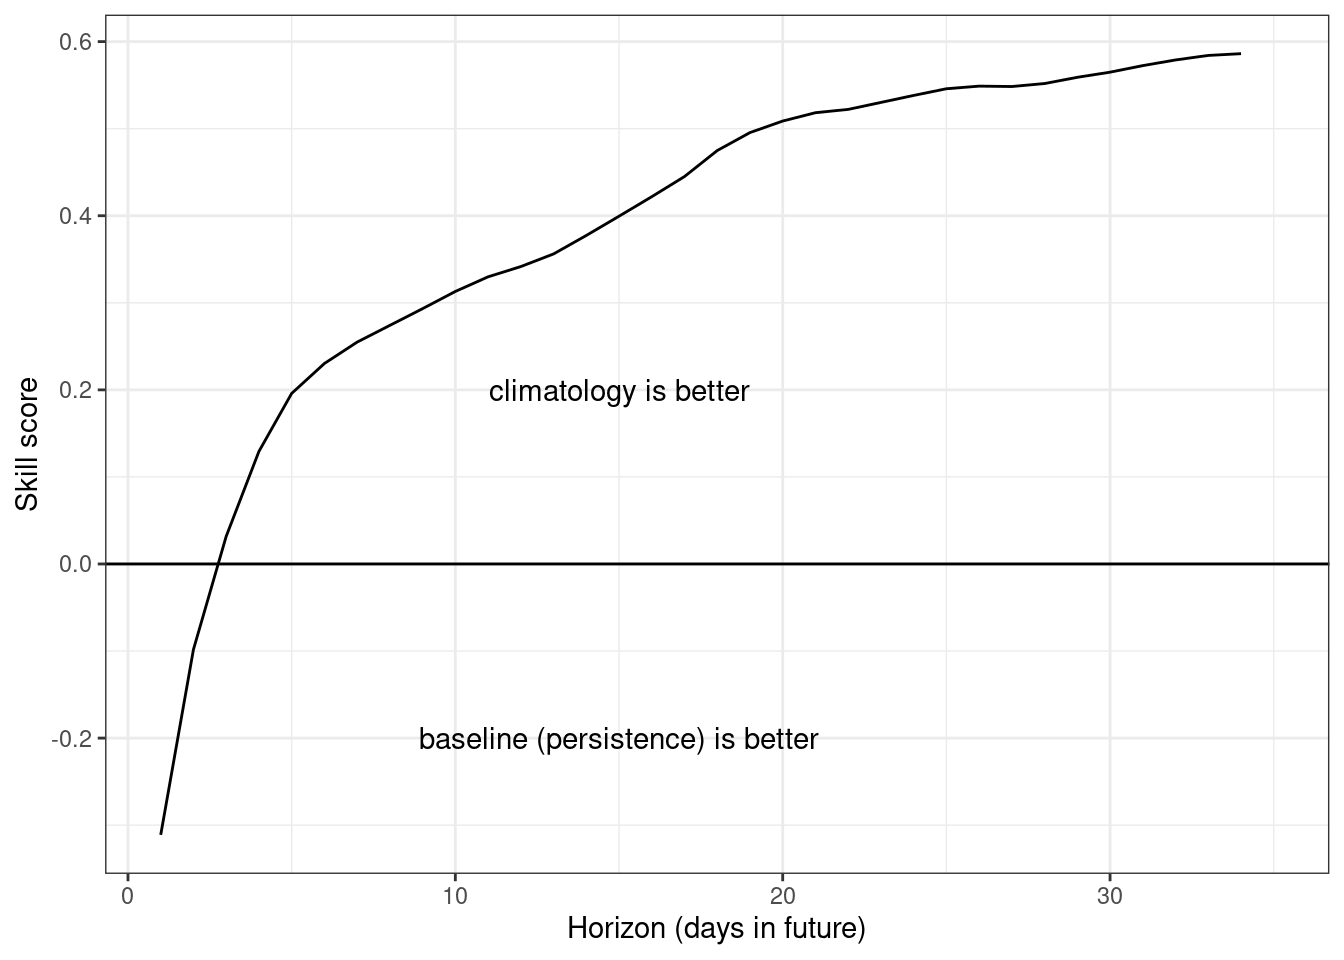 0.6
0.4
0.2
0.0
-0.2
Skill score
climatology is better
baseline (persistence) is better
0
10
20
30
Horizon (days in future)